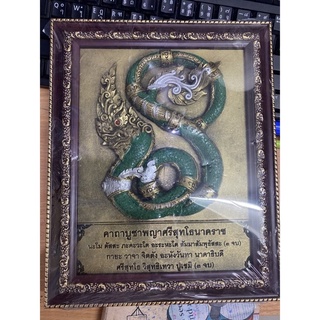 คาถาบูชาพญาศรีสุทโธนาคราช
นะโม ตัสสะ ภะคะวะโต อะระหะโต สัมมาสัมพุทธัสสะ (๓ จบ)
กายะ วาจา จิตตัง อะหังวันทา นาคาธิบดี
ศรีสุทโธ วิสุทธิเทวา ปูเชมิ (๓ จบ)